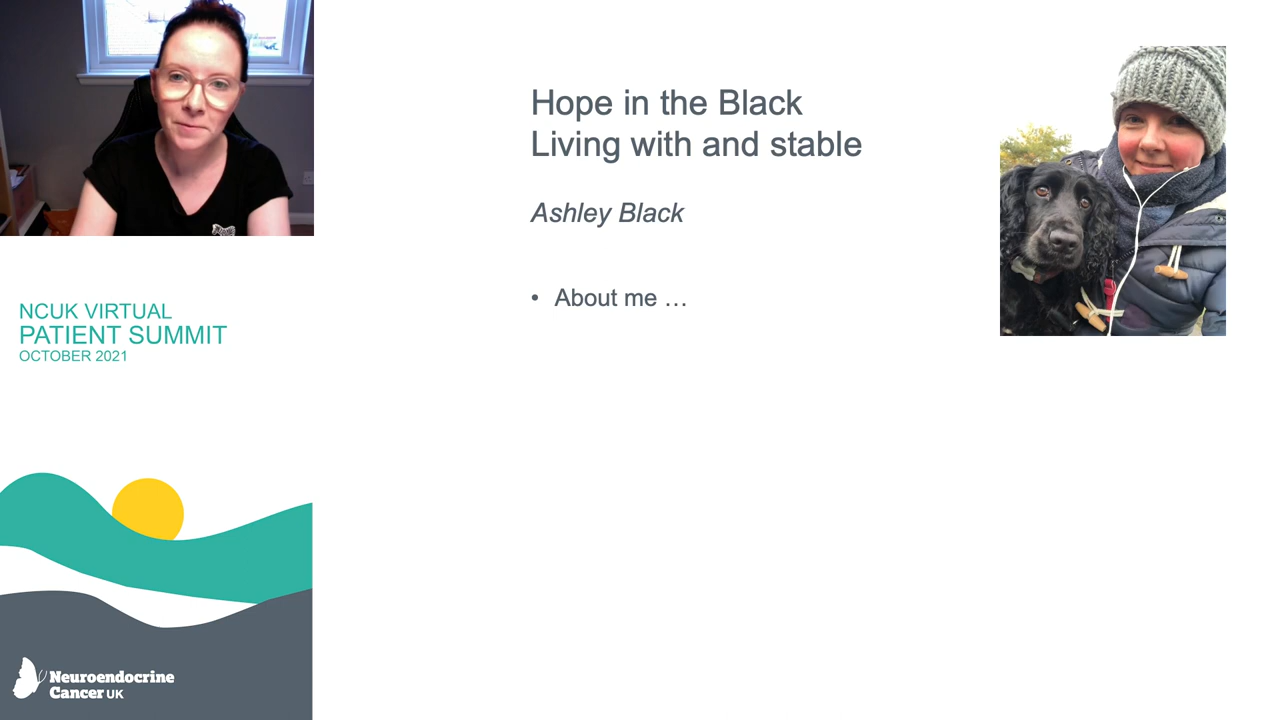 Hope in the Black
Living with and stable
Ashley Black
• About me …
NCUK VIRTUAL
PATIENT SUMMIT
OCTOBER 2021
Neuroendocrine
Cancer UK